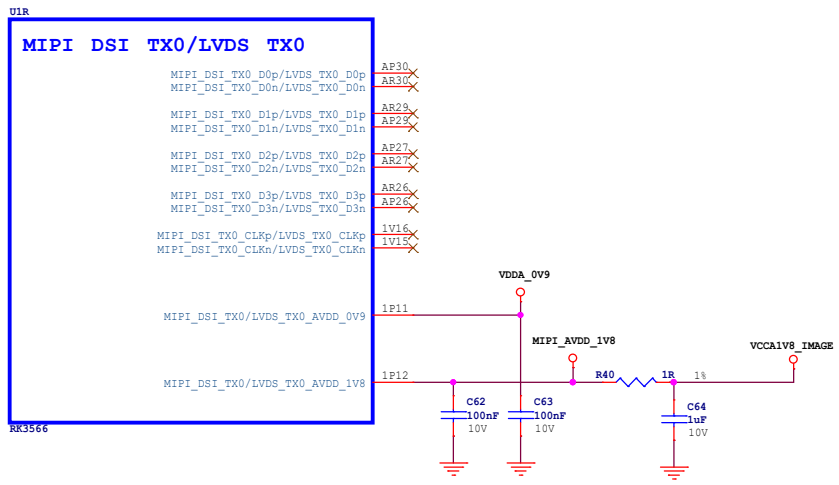 U1R
MIPI DSI TX0/LVDS TX0
MIPI_DSI_TX0_D0p/LVDS_TX0_D0p AP30
MIPI_DSI_TX0_D0n/LVDS_TX0_D0n AR30
MIPI_DSI_TX0_D1p/LVDS_TX0_D1p AR29
MIPI_DSI_TX0_D1n/LVDS_TX0_D1n AP29
MIPI_DSI_TX0_D2p/LVDS_TX0_D2p AP27
MIPI_DSI_TX0_D2n/LVDS_TX0_D2n AR27
MIPI_DSI_TX0_D3p/LVDS_TX0_D3p AR26
MIPI_DSI_TX0_D3n/LVDS_TX0_D3n AP26
MIPI_DSI_TX0_CLKp/LVDS_TX0_CLKp 1V16
MIPI_DSI_TX0_CLKn/LVDS_TX0_CLKn 1V15
VDDA_0V9
MIPI_DSI_TX0/LVDS_TX0_AVDD_0V9 1P11
MIPI_AVDD_1V8
VCCA1V8_IMAGE
MIPI_DSI_TX0/LVDS_TX0_AVDD_1V8 1P12
R40 1R 1%
C62
100nF
10V
C63
100nF
10V
C64
1uF
10V
RK3566